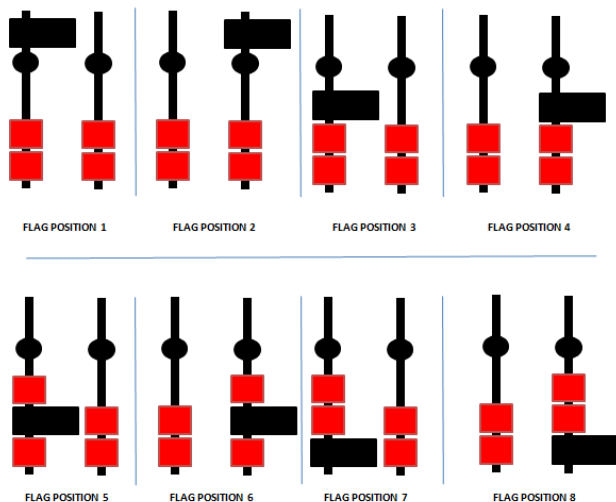 FLAG POSITION 1
FLAG POSITION 2
FLAG POSITION 3
FLAG POSITION 4
FLAG POSITION 5
FLAG POSITION 6
FLAG POSITION 7
FLAG POSITION 8